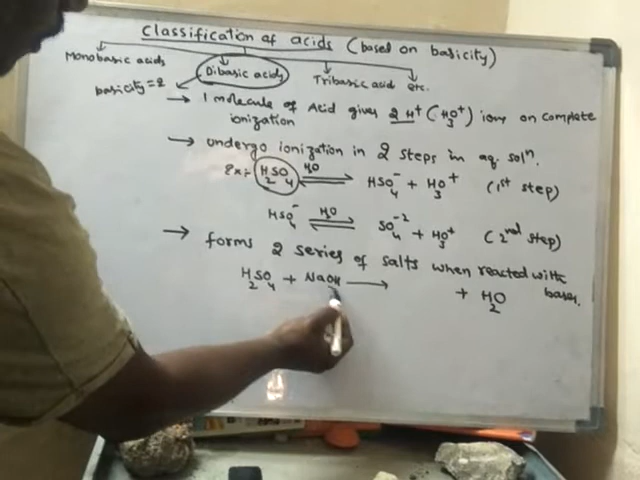 Classification of acids (based on basicity)
Monobasic acids Dibasic acids Tribasic acid etc.
basicity = 2
→ 1 molecule of Acid gives 2 H⁺ (H₃O⁺) ions on complete
ionization
→ undergo ionization in 2 steps in aq. solⁿ.
Ex:- H₂SO₄ ⇌ H₂O HSO₄⁻ + H₃O⁺ (1st step)
HSO₄⁻ ⇌ H₂O SO₄⁻² + H₃O⁺ (2nd step)
→ forms 2 series of salts when reacted with
bases.
H₂SO₄ + NaOH → + H₂O